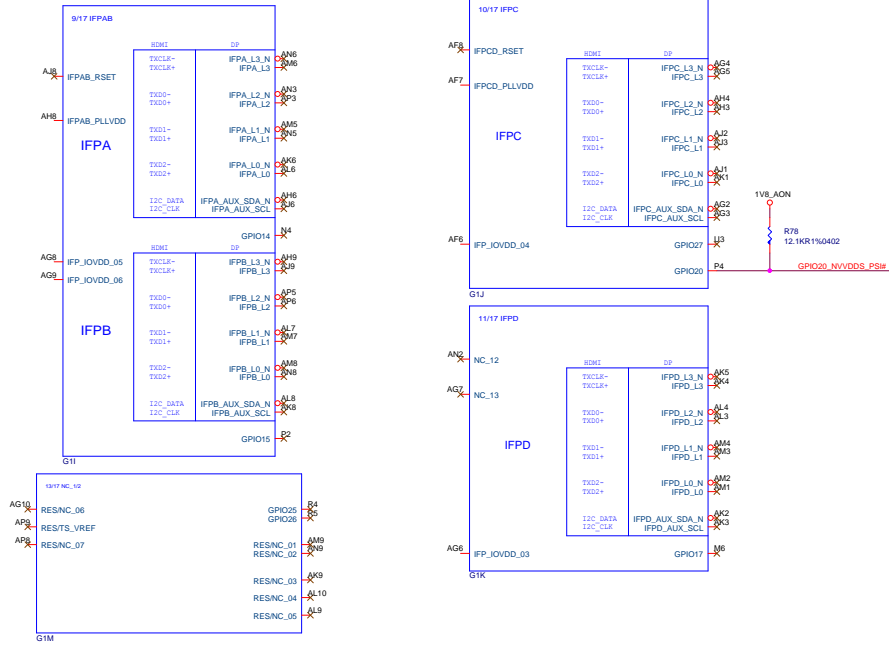 9/17 IFPAB
HDMI DP
AJ8 IFPAB_RSET
AH8 IFPAB_PLLVDD
IFPA
TXCLK- IFPA_L3_N AN6
TXCLK+ IFPA_L3 AM6
TXD0- IFPA_L2_N AN3
TXD0+ IFPA_L2 AP3
TXD1- IFPA_L1_N AM5
TXD1+ IFPA_L1 AN5
TXD2- IFPA_L0_N AK6
TXD2+ IFPA_L0 AL6
I2C_DATA IFPA_AUX_SDA_N AH6
I2C_CLK IFPA_AUX_SCL AJ6
GPIO14 N4
AG8 IFP_IOVDD_05
AG9 IFP_IOVDD_06
IFPB
HDMI DP
TXCLK- IFPB_L3_N AH9
TXCLK+ IFPB_L3 AJ9
TXD0- IFPB_L2_N AP5
TXD0+ IFPB_L2 AP6
TXD1- IFPB_L1_N AL7
TXD1+ IFPB_L1 AM7
TXD2- IFPB_L0_N AM8
TXD2+ IFPB_L0 AN8
I2C_DATA IFPB_AUX_SDA_N AL8
I2C_CLK IFPB_AUX_SCL AK8
GPIO15 P2
G1I
13/17 NC_1/2
AG10 RES/NC_06
AP9 RES/TS_VREF
AP8 RES/NC_07
GPIO25 R4
GPIO26 R5
RES/NC_01 AM9
RES/NC_02 AN9
RES/NC_03 AK9
RES/NC_04 AL10
RES/NC_05 AL9
G1M
10/17 IFPC
AF8 IFPCD_RSET
AF7 IFPCD_PLLVDD
IFPC
HDMI DP
TXCLK- IFPC_L3_N AG4
TXCLK+ IFPC_L3 AG5
TXD0- IFPC_L2_N AH4
TXD0+ IFPC_L2 AH3
TXD1- IFPC_L1_N AJ2
TXD1+ IFPC_L1 AJ3
TXD2- IFPC_L0_N AJ1
TXD2+ IFPC_L0 AK1
I2C_DATA IFPC_AUX_SDA_N AG2
I2C_CLK IFPC_AUX_SCL AG3
AF6 IFP_IOVDD_04
GPIO27 U3
GPIO20 P4
G1J
1V8_AON
R78
12.1KR1%0402
GPIO20_NVVDDS_PSI#
11/17 IFPD
AN2 NC_12
AG7 NC_13
IFPD
HDMI DP
TXCLK- IFPD_L3_N AK5
TXCLK+ IFPD_L3 AK4
TXD0- IFPD_L2_N AL4
TXD0+ IFPD_L2 AL3
TXD1- IFPD_L1_N AM4
TXD1+ IFPD_L1 AM3
TXD2- IFPD_L0_N AM2
TXD2+ IFPD_L0 AM1
I2C_DATA IFPD_AUX_SDA_N AK2
I2C_CLK IFPD_AUX_SCL AK3
AG6 IFP_IOVDD_03
GPIO17 M6
G1K